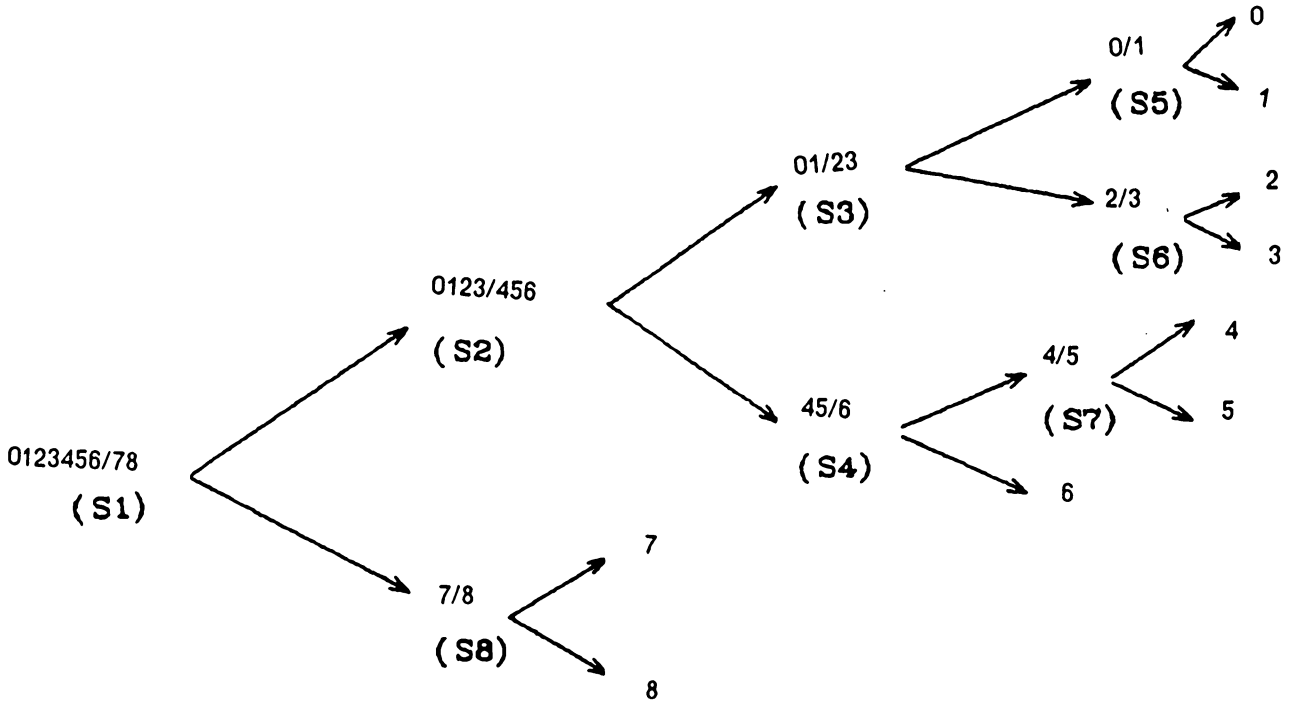 0
0/1
(S5)
1
01/23
(S3)
2
2/3
(S6)
3
0123/456
(S2)
4
4/5
(S7)
5
45/6
(S4)
6
0123456/78
(S1)
7
7/8
(S8)
8